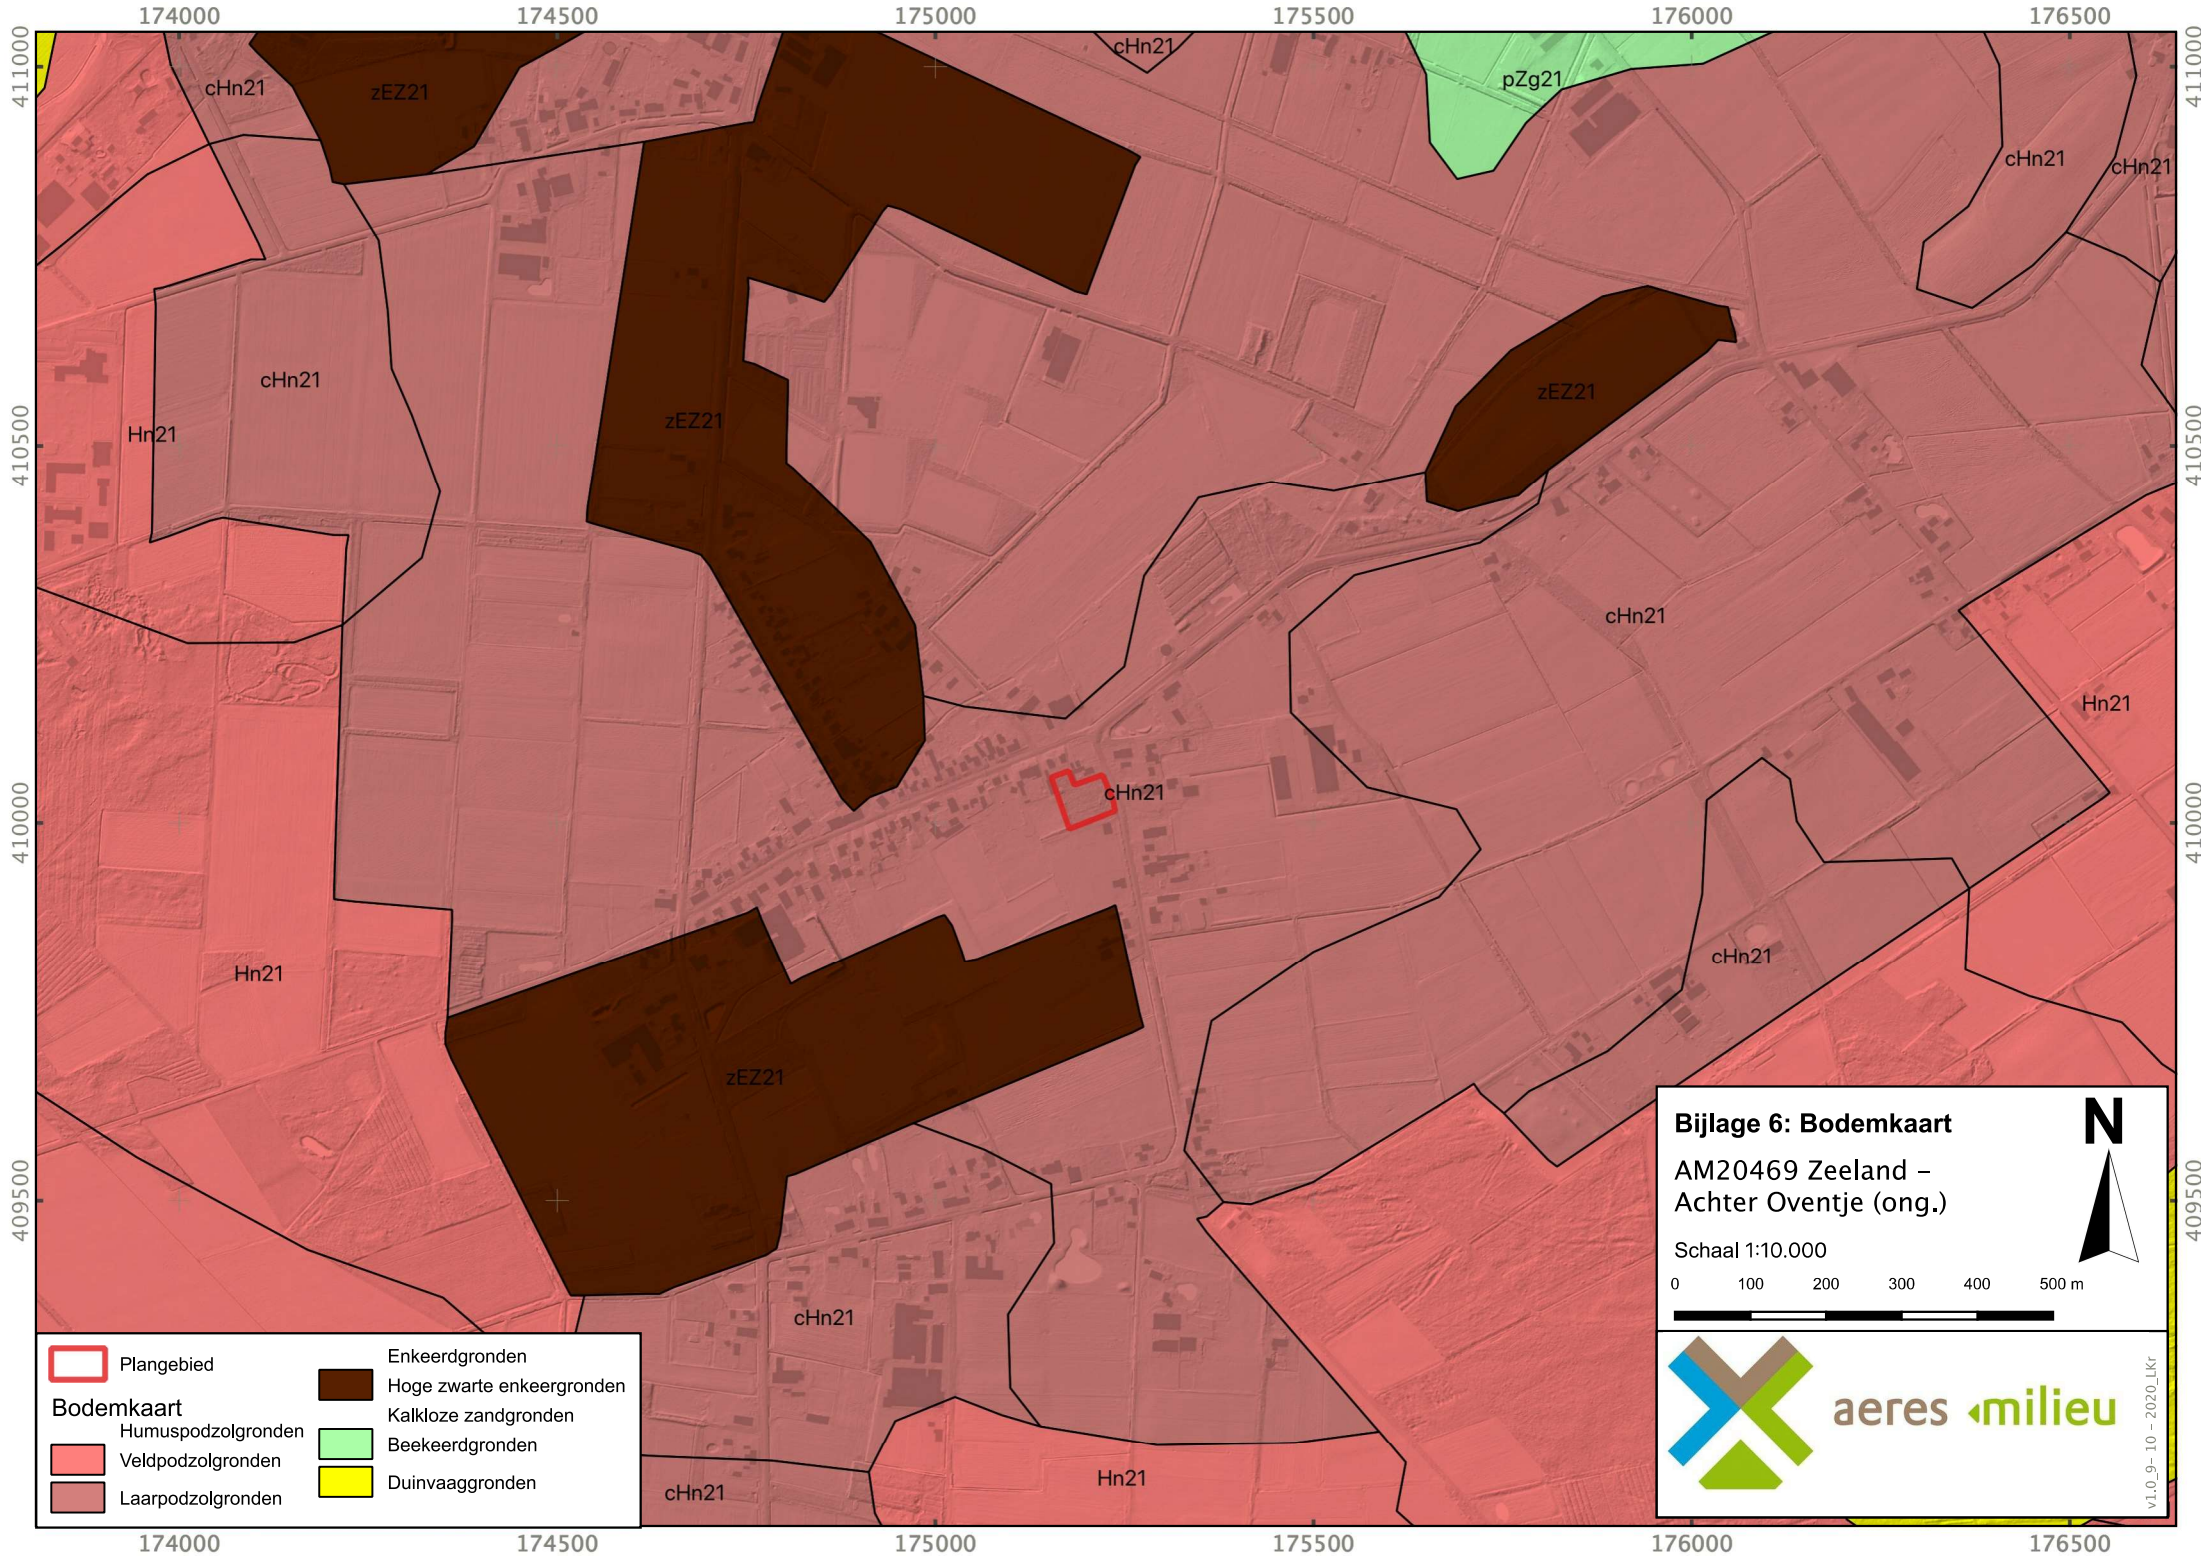 174000 174500 175000 175500 176000 176500
411000 411000
cHn21
pZg21
cHn21
zEZ21
cHn21
cHn21
cHn21
zEZ21
zEZ21
Hn21
410500 410500
cHn21
Hn21
cHn21
410000 410000
cHn21
Hn21
zEZ21
409500 409500
cHn21
cHn21
Hn21
Bijlage 6: Bodemkaart
N
AM20469 Zeeland –
Achter Oventje (ong.)
Schaal 1:10.000
0 100 200 300 400 500 m
aeres milieu
v1.0_9- 10 - 2020_LKr
Plangebied
Bodemkaart
Humuspodzolgronden
Veldpodzolgronden
Laarpodzolgronden
Enkeerdgronden
Hoge zwarte enkeergronden
Kalkloze zandgronden
Beekeerdgronden
Duinvaaggronden
174000 174500 175000 175500 176000 176500